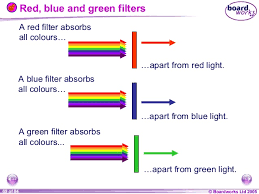 Red, blue and green filters
board
works
A red filter absorbs
all colours…
…apart from red light.
A blue filter absorbs
all colours...
…apart from blue light.
A green filter absorbs
all colours...
…apart from green light.
© Boardworks Ltd 2005